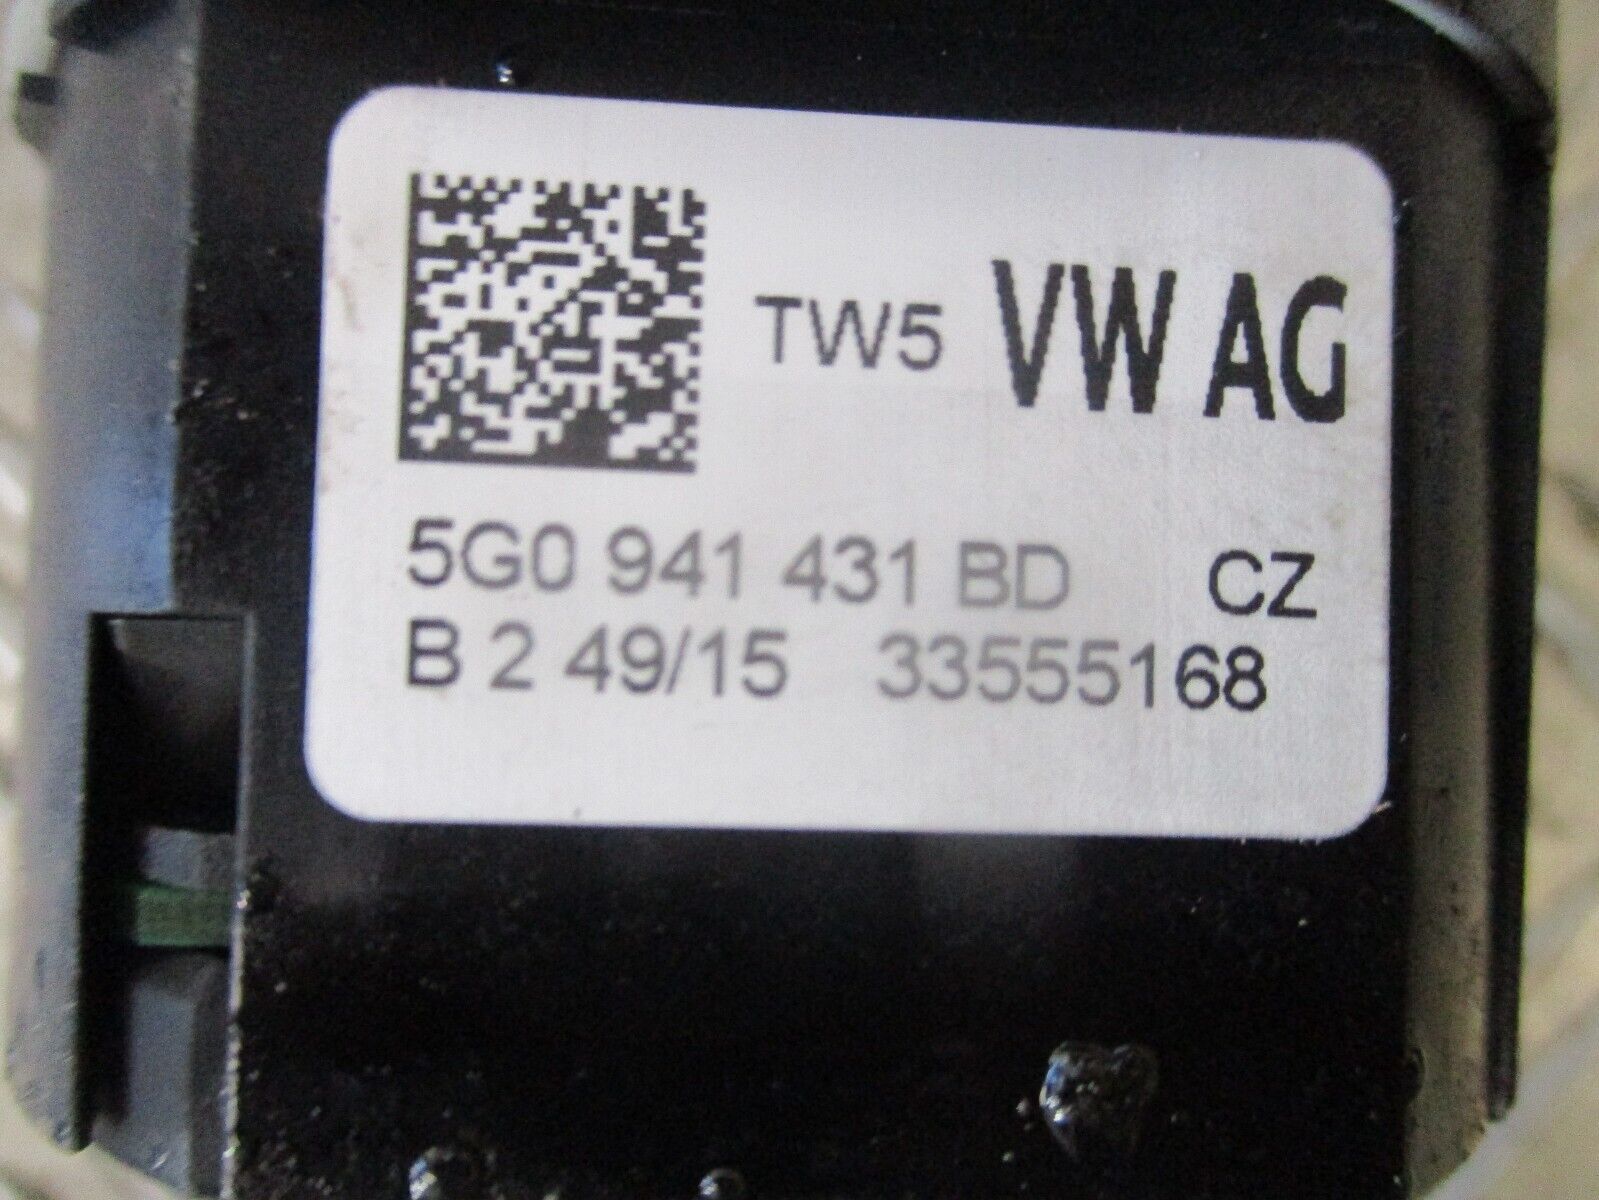 TW5 VW AG
5G0 941 431 BD CZ
B 2 49/15 33555168